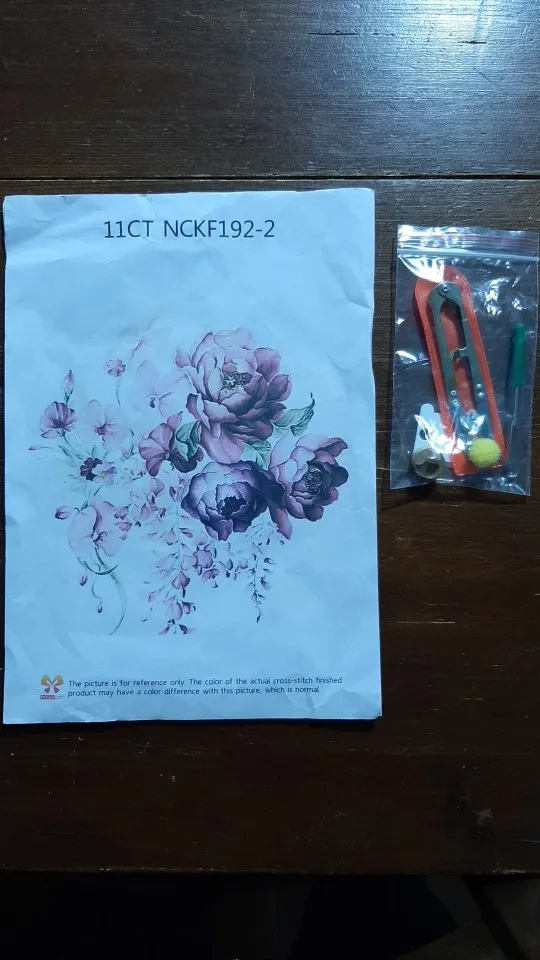 11CT NCKF192-2
The picture is for reference only. The color of the actual cross-stitch finished
product may have a color difference with this picture, which is normal.